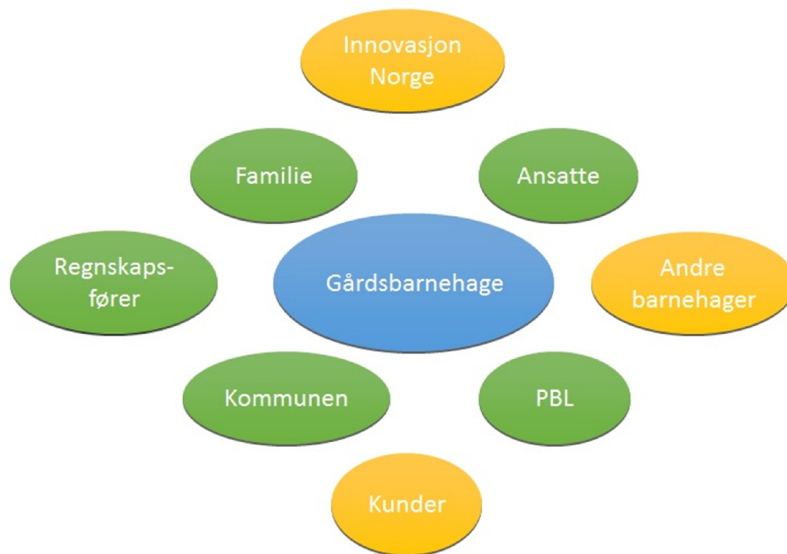 Innovasjon
Norge
Familie
Ansatte
Regnskaps-
fører
Gårdsbarnehage
Andre
barnehager
Kommunen
PBL
Kunder